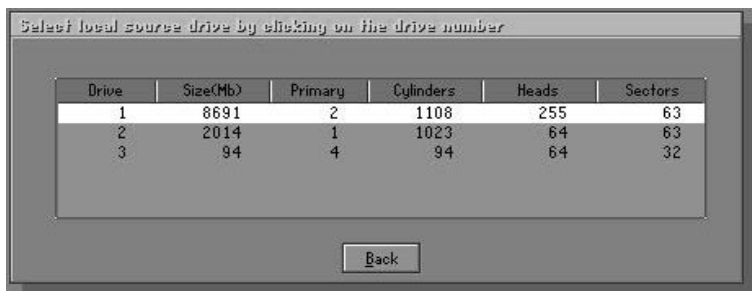 Select local source drive by clicking on the drive number
Drive Size(Mb) Primary Cylinders Heads Sectors
1 8691 2 1108 255 63
2 2014 1 1023 64 63
3 94 4 94 64 32
Back